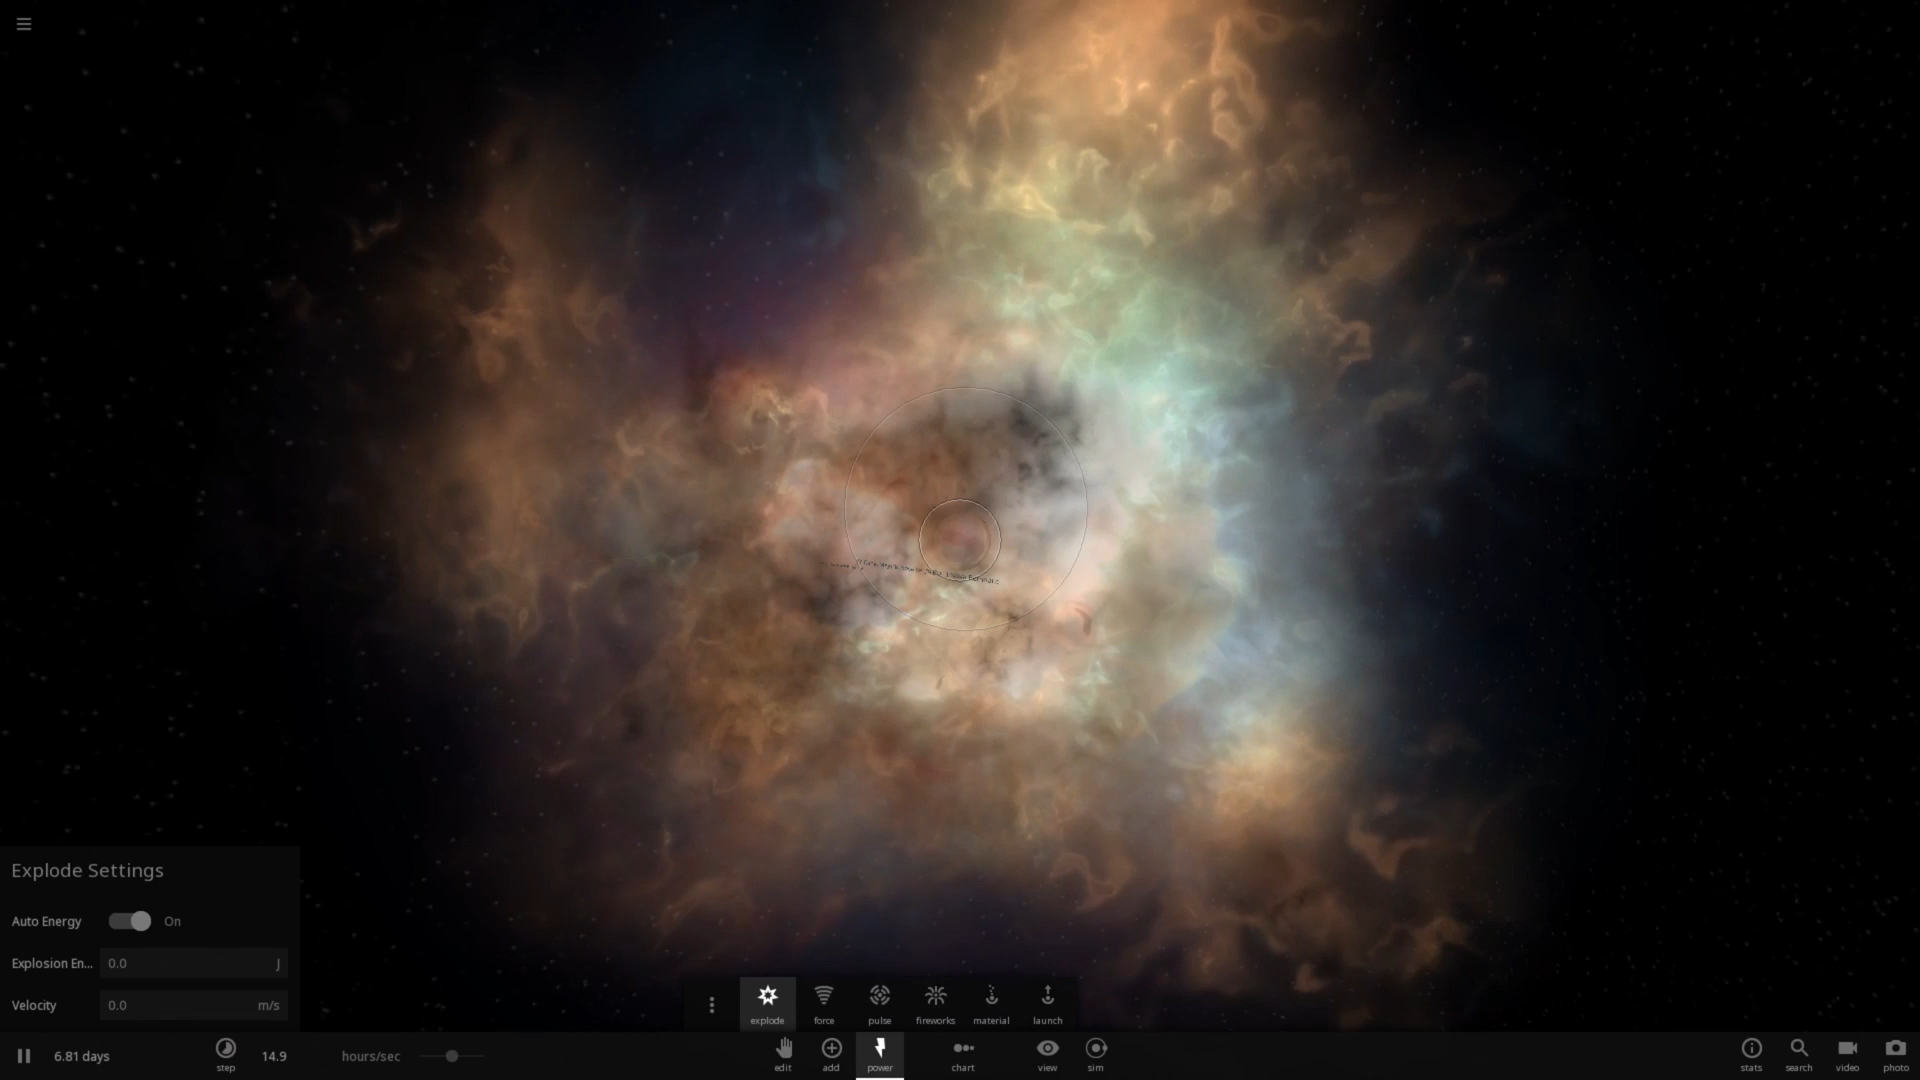 Explode Settings
Auto Energy On
Explosion En... 0.0 J
Velocity 0.0 m/s
explode force pulse fireworks material launch
6.81 days step 14.9 hours/sec edit add power chart view sim stats search video photo